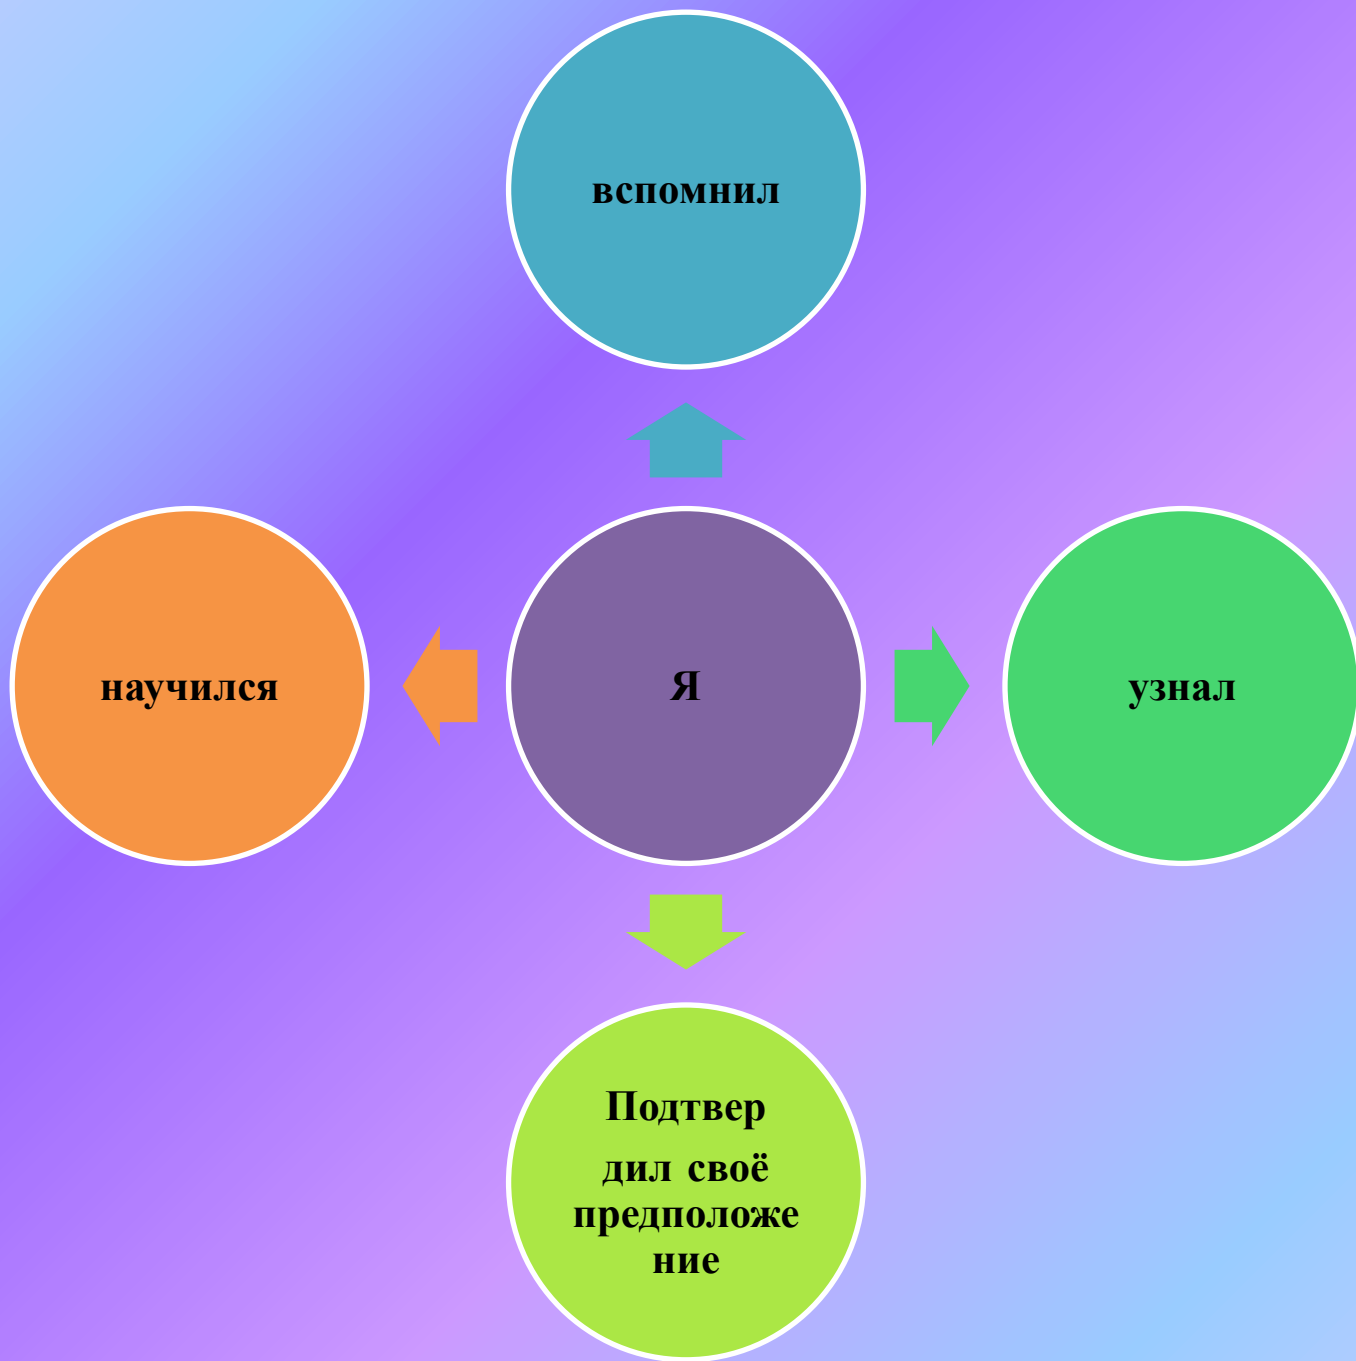 вспомнил
научился
Я
узнал
Подтвер
дил своё
предположе
ние